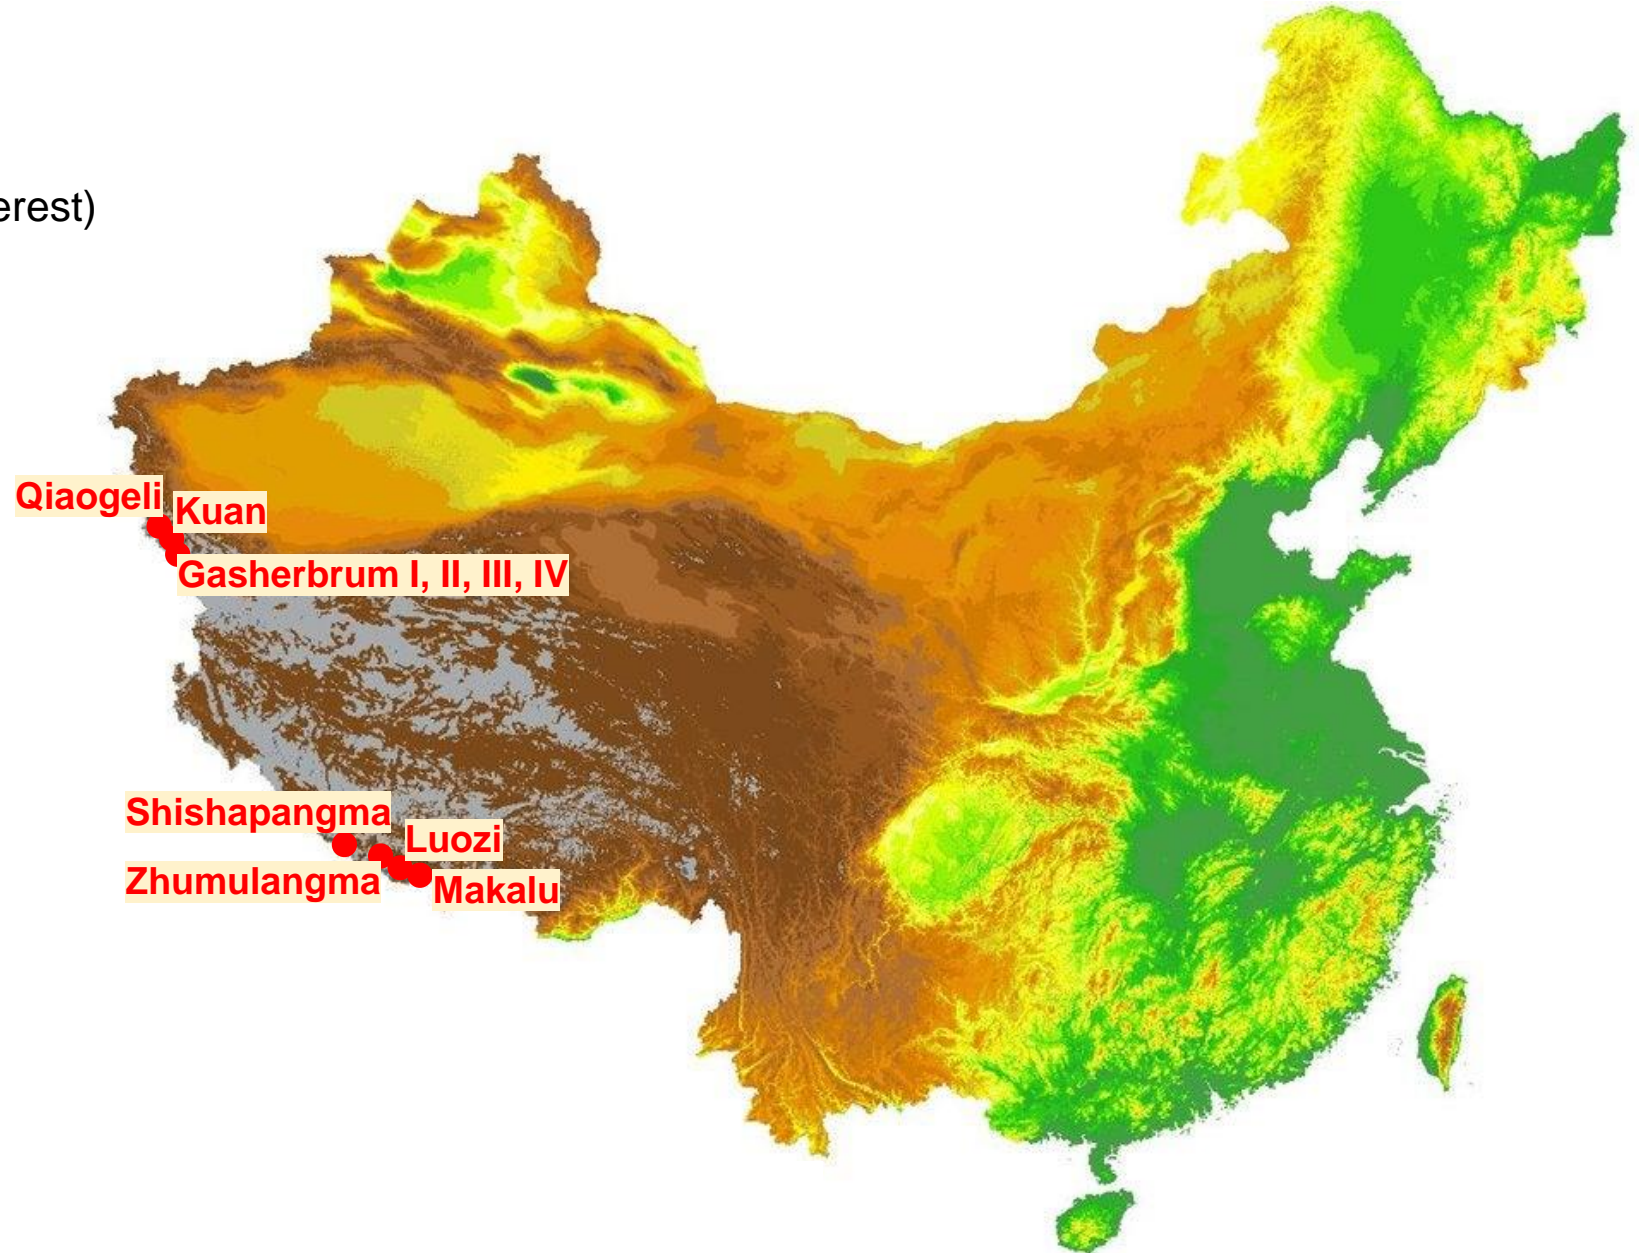 erest)
Qiaogeli
Kuan
Gasherbrum I, II, III, IV
Shishapangma
Luozi
Zhumulangma
Makalu